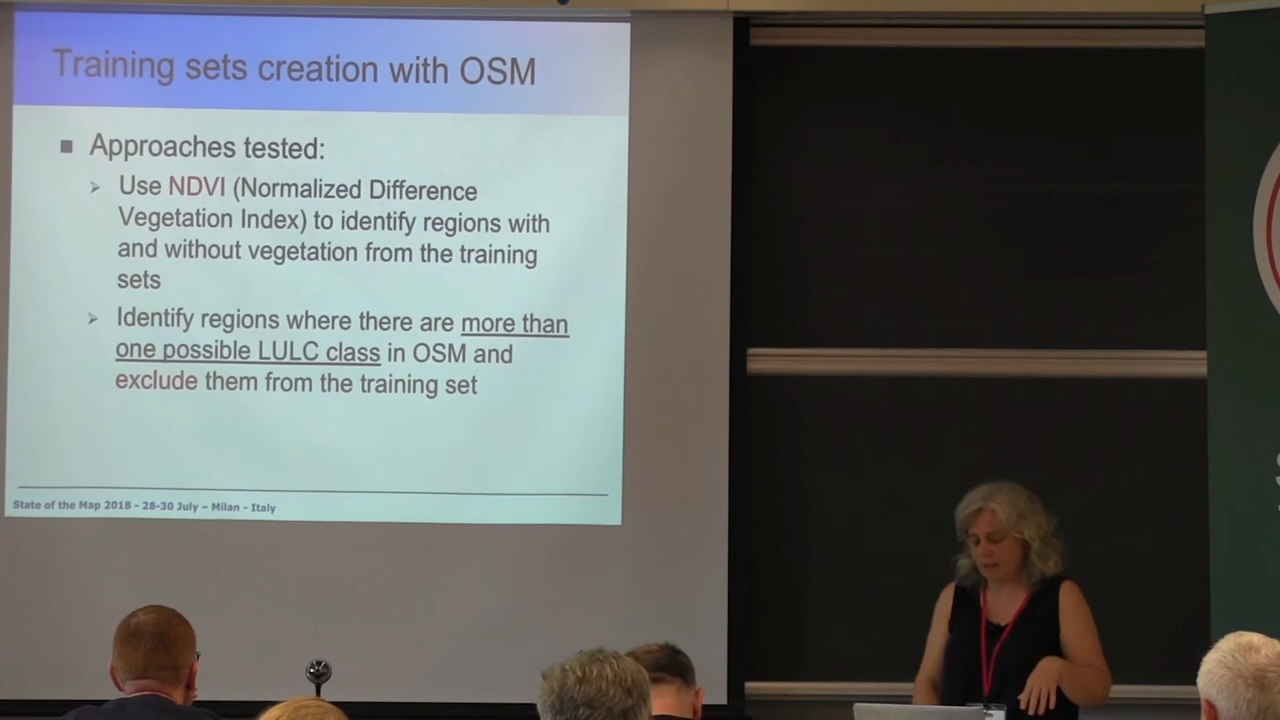 Training sets creation with OSM
Approaches tested:
Use NDVI (Normalized Difference
Vegetation Index) to identify regions with
and without vegetation from the training
sets
Identify regions where there are more than
one possible LULC class in OSM and
exclude them from the training set
State of the Map 2018 - 28-30 July – Milan - Italy